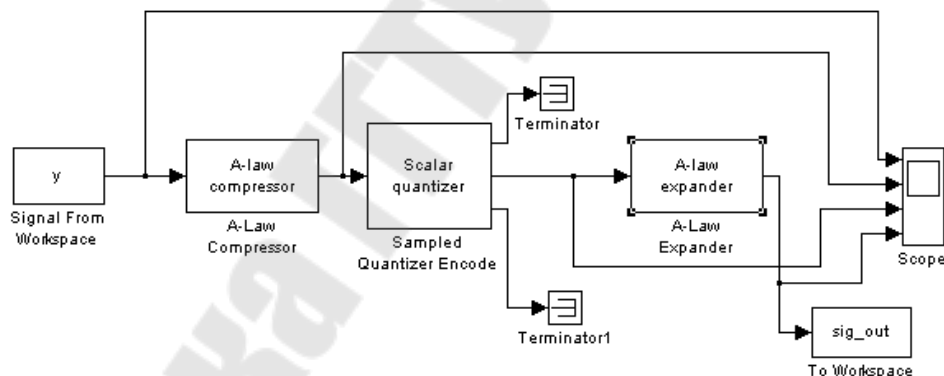 y
Signal From
Workspace
A-law
compressor
A-Law
Compressor
Scalar
quantizer
Sampled
Quantizer Encode
Terminator
Terminator1
A-law
expander
A-Law
Expander
Scope
sig_out
To Workspace